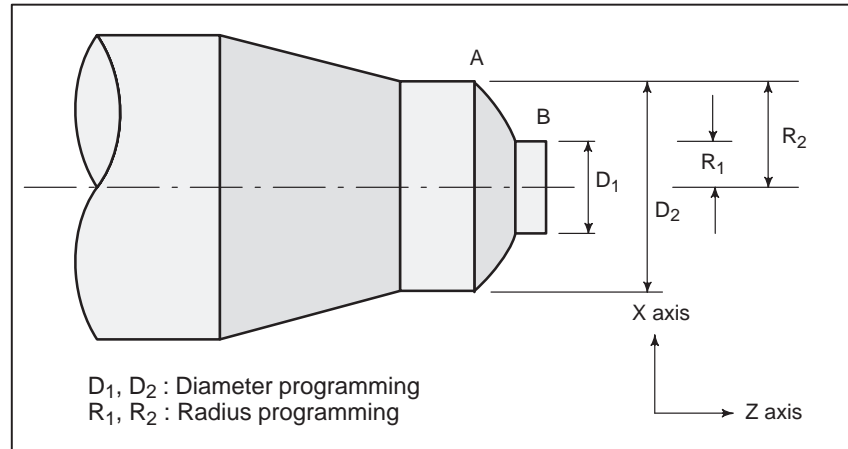 A
B
D₁
D₂
R₁
R₂
X axis
Z axis
D₁, D₂ : Diameter programming
R₁, R₂ : Radius programming